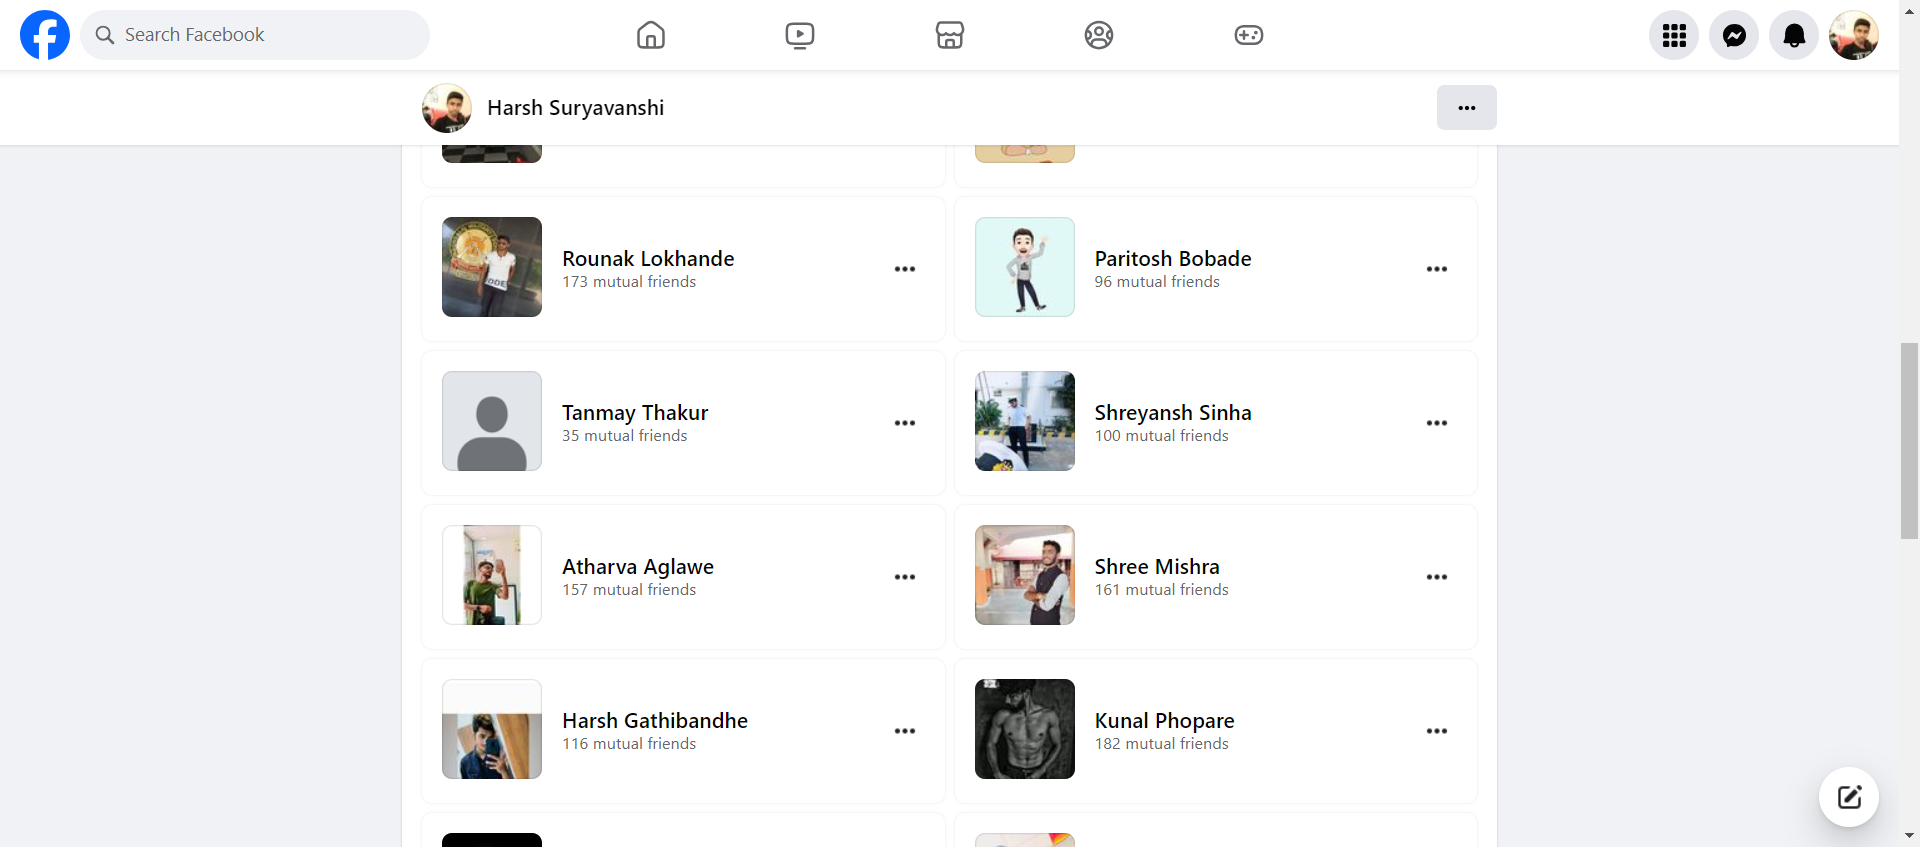 Search Facebook
Harsh Suryavanshi
Rounak Lokhande
173 mutual friends
Paritosh Bobade
96 mutual friends
Tanmay Thakur
35 mutual friends
Shreyansh Sinha
100 mutual friends
Atharva Aglawe
157 mutual friends
Shree Mishra
161 mutual friends
Harsh Gathibandhe
116 mutual friends
Kunal Phopare
182 mutual friends